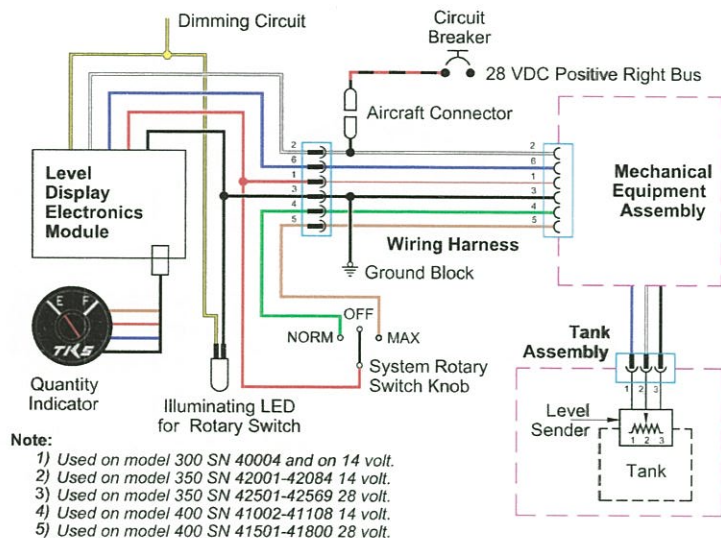 Dimming Circuit
Circuit
Breaker
28 VDC Positive Right Bus
Aircraft Connector
Level
Display
Electronics
Module
2
6
1
3
4
5
2
6
1
3
4
5
Mechanical
Equipment
Assembly
Wiring Harness
Ground Block
E F
TKS
Quantity
Indicator
OFF
NORM
MAX
System Rotary
Switch Knob
Illuminating LED
for Rotary Switch
Tank
Assembly
1 2 3
Level
Sender
1 2 3
Tank
Note:
1) Used on model 300 SN 40004 and on 14 volt.
2) Used on model 350 SN 42001-42084 14 volt.
3) Used on model 350 SN 42501-42569 28 volt.
4) Used on model 400 SN 41002-41108 14 volt.
5) Used on model 400 SN 41501-41800 28 volt.